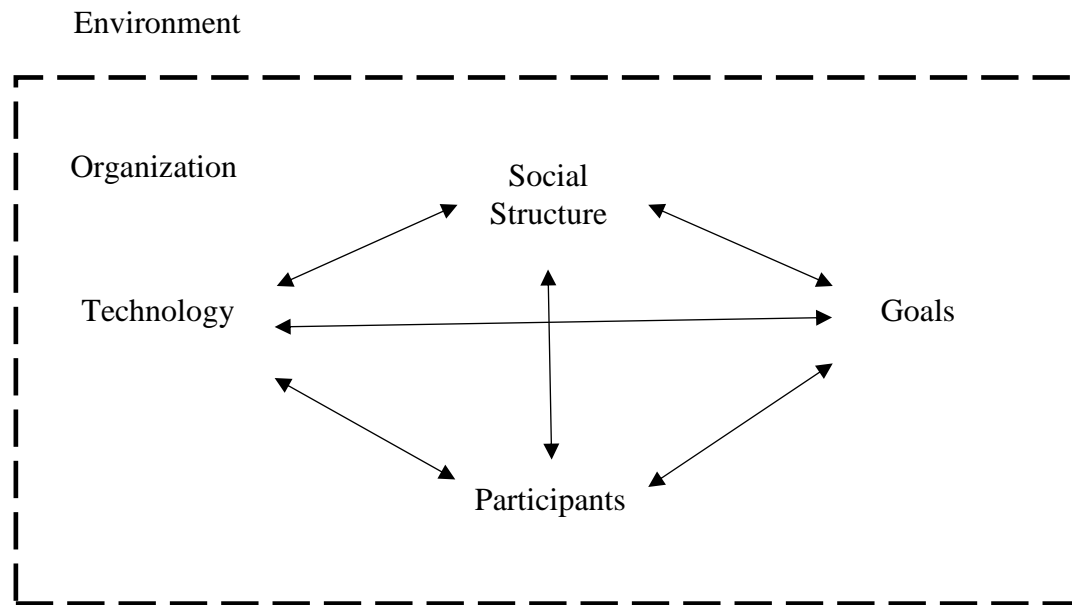 Environment
Organization
Social
Structure
Technology
Goals
Participants